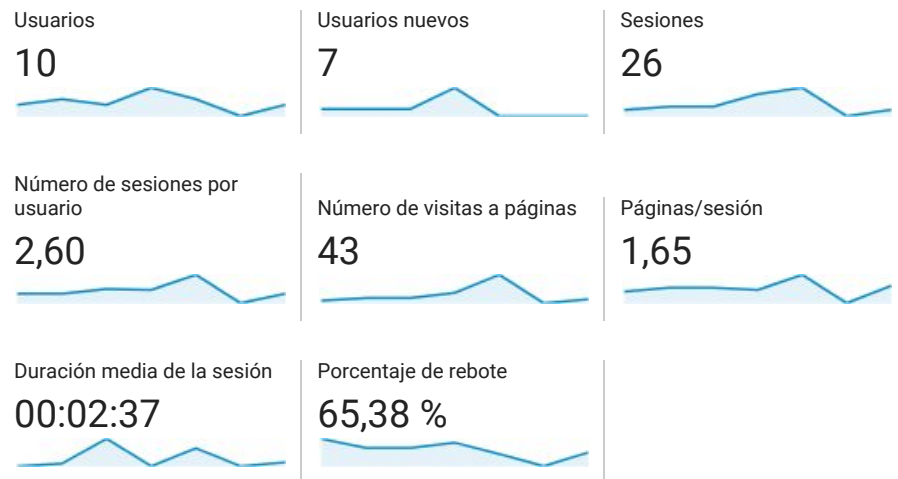 Usuarios
10
Usuarios nuevos
7
Sesiones
26
Número de sesiones por
usuario
2,60
Número de visitas a páginas
43
Páginas/sesión
1,65
Duración media de la sesión
00:02:37
Porcentaje de rebote
65,38 %